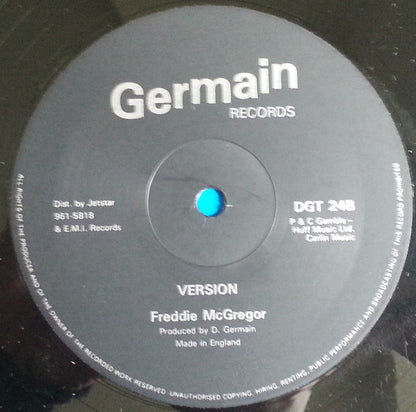 Germain
RECORDS
Dist. by Jetstar
961-5818
& E.M.I. Records
DGT 24B
P & C Gamble –
Huff Music Ltd.
Carlin Music
VERSION
Freddie McGregor
Produced by D. Germain
Made in England
ALL RIGHTS OF THE PRODUCER AND OF THE OWNER OF THE RECORDED WORK RESERVED. UNAUTHORISED COPYING, HIRING, RENTING, PUBLIC PERFORMANCE AND BROADCASTING OF THIS RECORD PROHIBITED